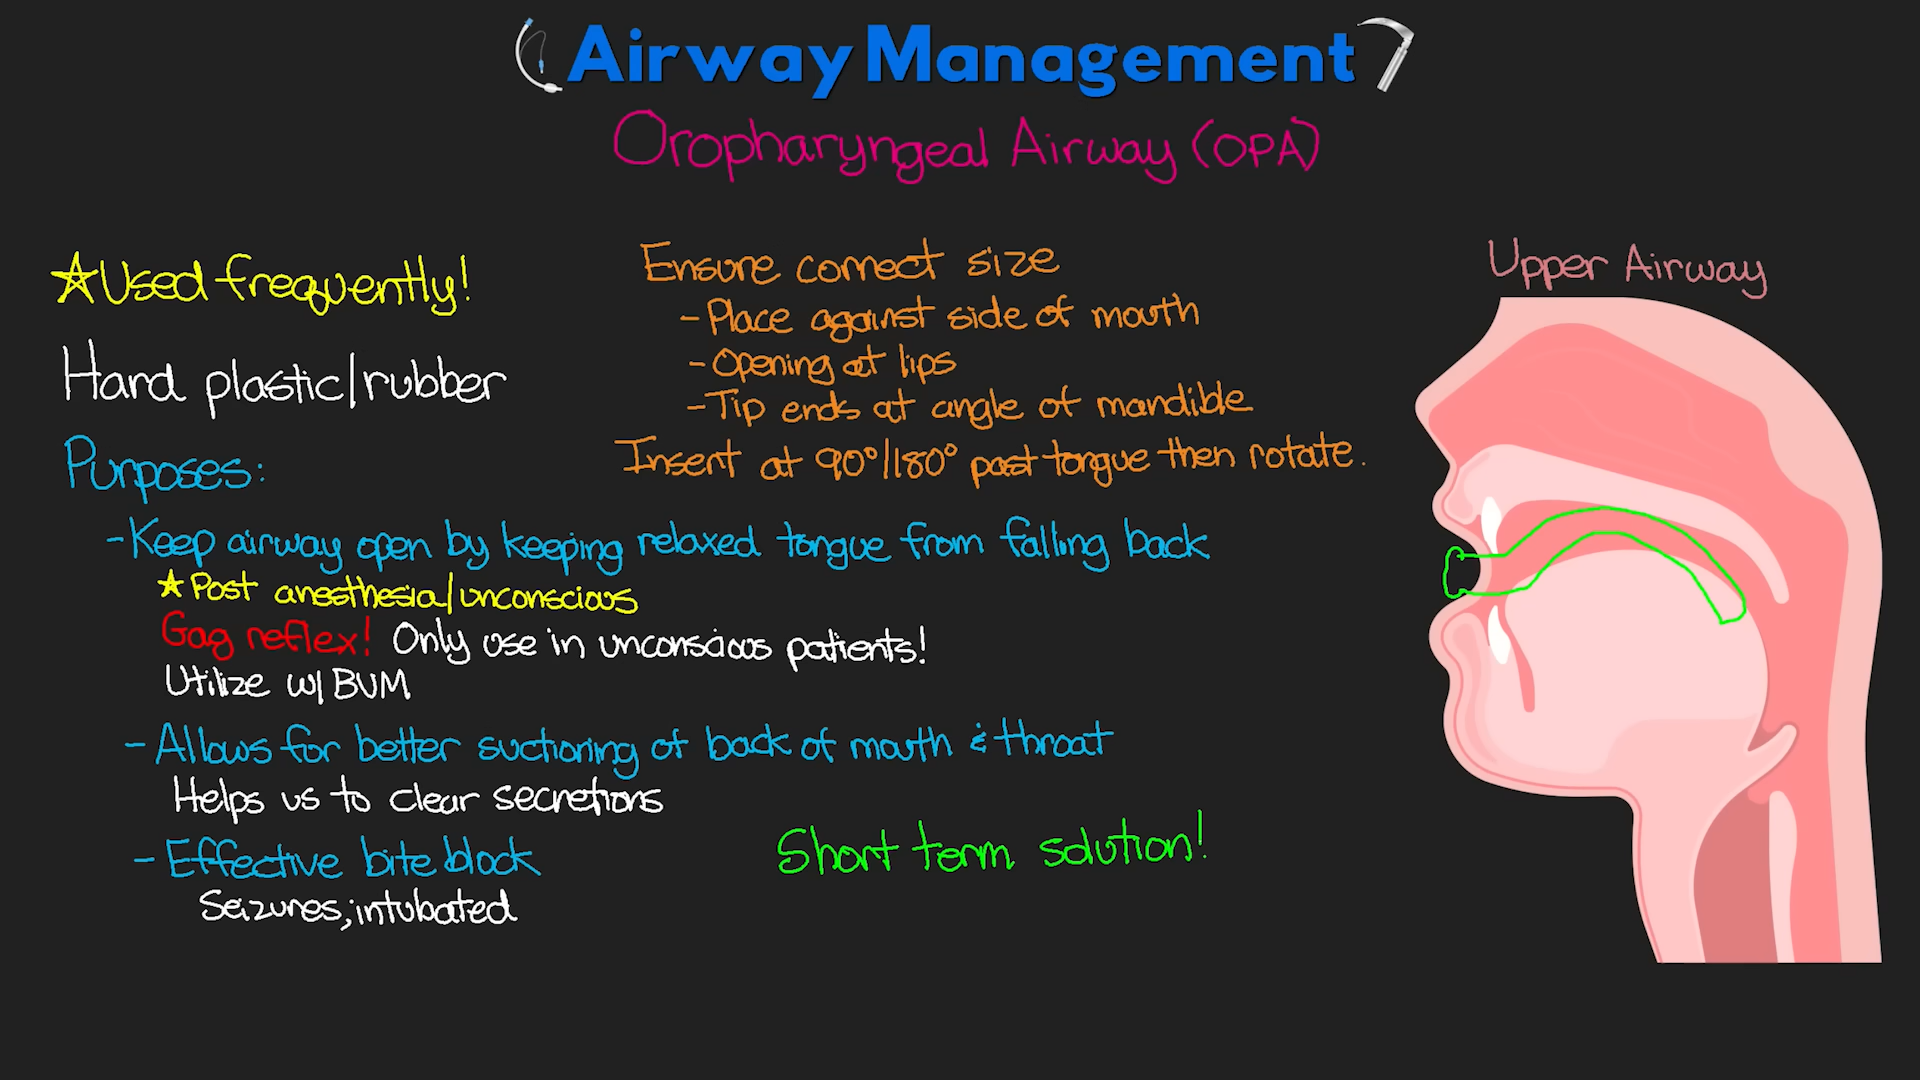 Airway Management
Oropharyngeal Airway (OPA)
☆Used frequently!
Hard plastic/rubber
Purposes:
-Keep airway open by keeping relaxed tongue from falling back
☆Post anesthesia/unconscious
Gag reflex! Only use in unconscious patients!
Utilize w/ BVM
-Allows for better suctioning of back of mouth & throat
Helps us to clear secretions
-Effective bite block
Seizures, intubated
Ensure correct size
-Place against side of mouth
-Opening at lips
-Tip ends at angle of mandible
Insert at 90°/180° past tongue then rotate.
Short term solution!
Upper Airway